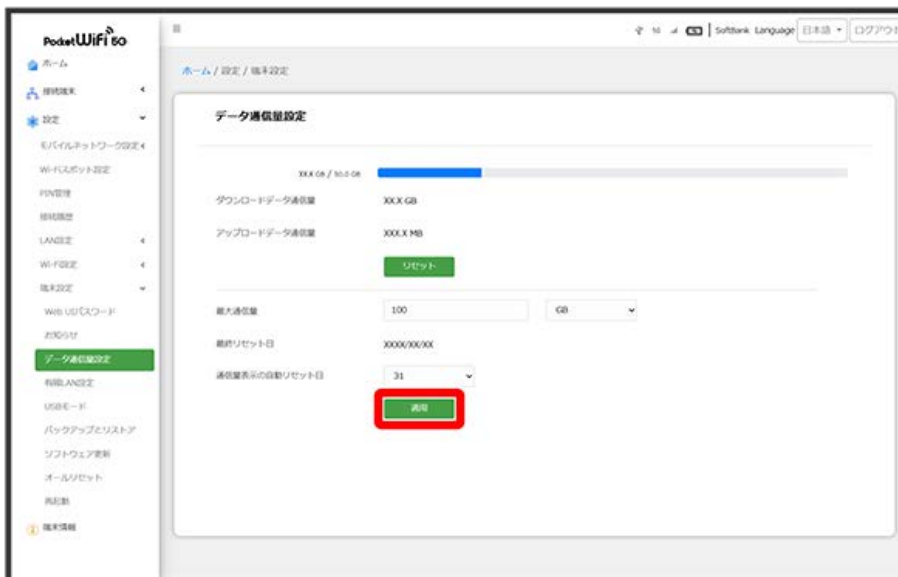 PocketWiFi 5G
5G
SoftBank Language 日本語
ログアウト
ホーム
接続端末
設定
モバイルネットワーク設定
Wi-Fiスポット設定
PIN管理
接続履歴
LAN設定
Wi-Fi設定
端末設定
Web UIパスワード
お知らせ
データ通信量設定
有線LAN設定
USBモード
バックアップとリストア
ソフトウェア更新
オールリセット
再起動
端末情報
ホーム / 設定 / 端末設定
データ通信量設定
XX.X GB / 50.0 GB
ダウンロードデータ通信量 XX.X GB
アップロードデータ通信量 XXX.X MB
リセット
最大通信量 100 GB
最終リセット日 XXXX/XX/XX
通信量表示の自動リセット日 31
適用